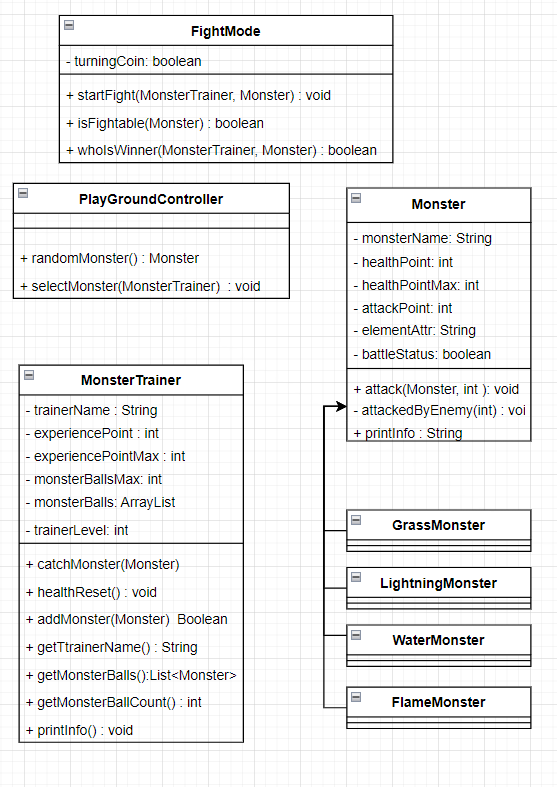 FightMode
- turningCoin: boolean
+ startFight(MonsterTrainer, Monster) : void
+ isFightable(Monster) : boolean
+ whoIsWinner(MonsterTrainer, Monster) : boolean
PlayGroundController
+ randomMonster() : Monster
+ selectMonster(MonsterTrainer)  : void
Monster
- monsterName: String
- healthPoint: int
- healthPointMax: int
- attackPoint: int
- elementAttr: String
- battleStatus: boolean
+ attack(Monster, int ): void
- attackedByEnemy(int) : voi
+ printInfo : String
MonsterTrainer
- trainerName : String
- experiencePoint : int
- experiencePointMax : int
- monsterBallsMax: int
- monsterBalls: ArrayList
- trainerLevel: int
+ catchMonster(Monster)
+ healthReset() : void
+ addMonster(Monster)  Boolean
+ getTtrainerName() : String
+ getMonsterBalls():List<Monster>
+ getMonsterBallCount() : int
+ printInfo() : void
GrassMonster
LightningMonster
WaterMonster
FlameMonster